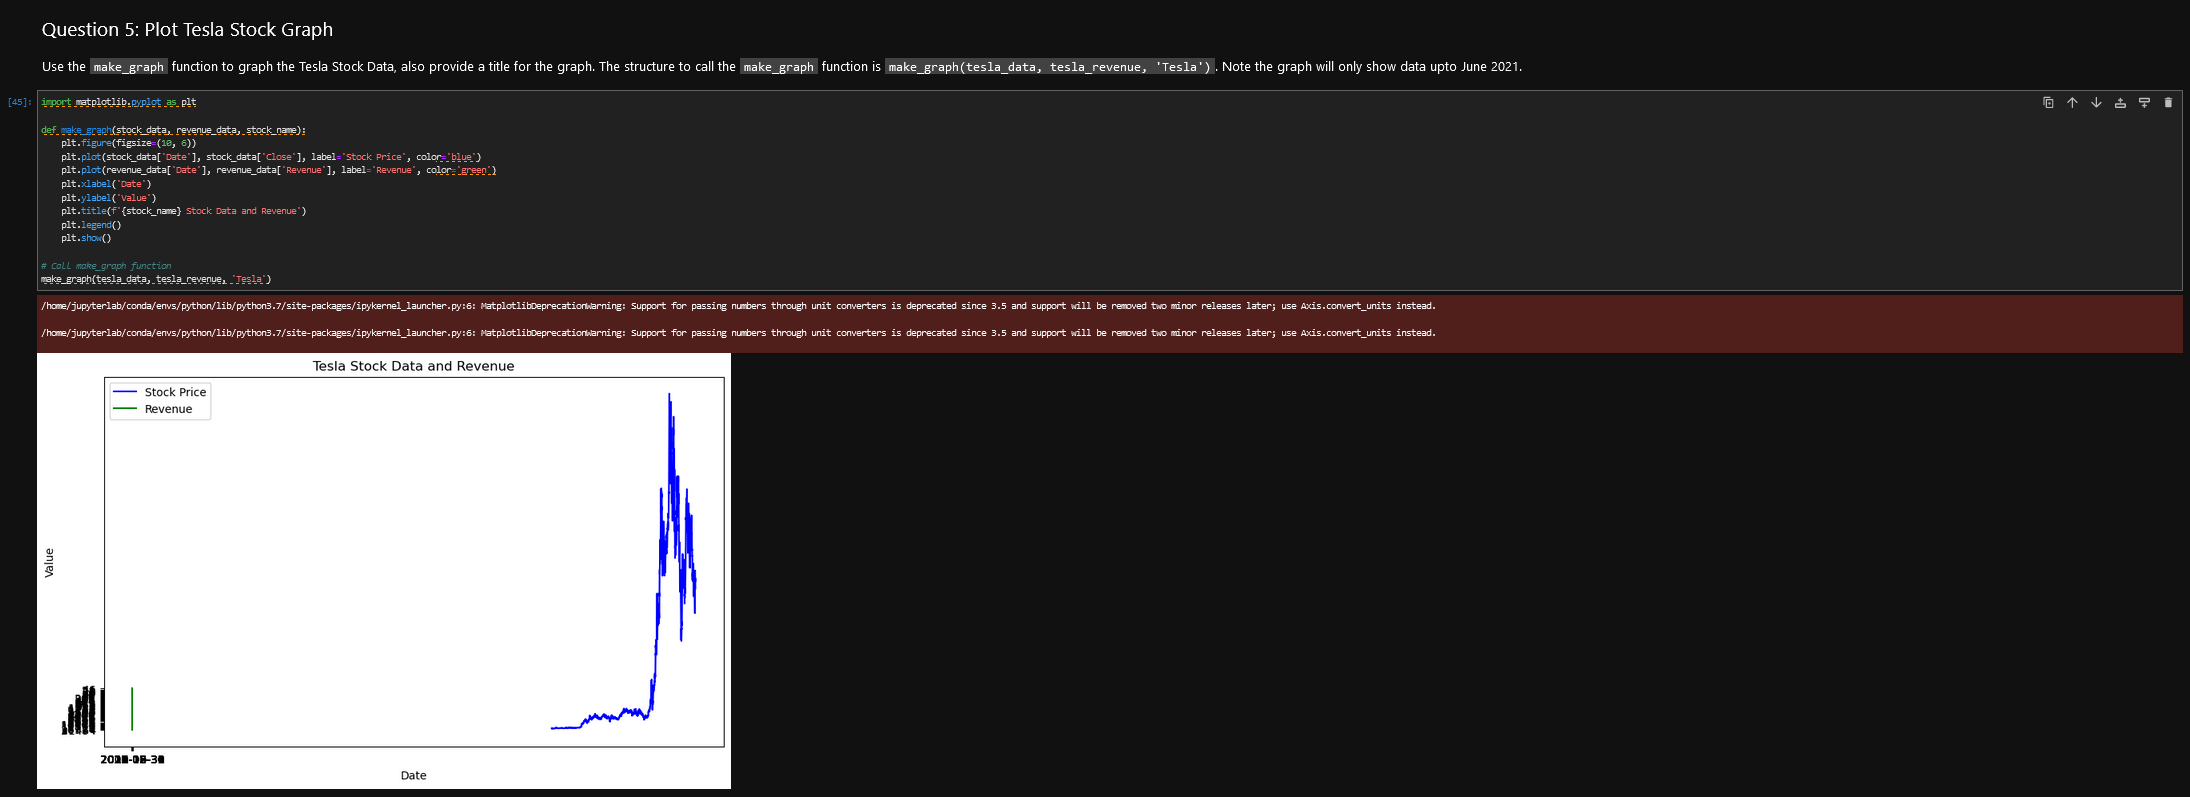 Question 5: Plot Tesla Stock Graph
Use the make_graph function to graph the Tesla Stock Data, also provide a title for the graph. The structure to call the make_graph function is make_graph(tesla_data, tesla_revenue, 'Tesla'). Note the graph will only show data upto June 2021.
[45]:
import matplotlib.pyplot as plt
def make_graph(stock_data, revenue_data, stock_name):
    plt.figure(figsize=(10, 6))
    plt.plot(stock_data['Date'], stock_data['Close'], label='Stock Price', color='blue')
    plt.plot(revenue_data['Date'], revenue_data['Revenue'], label='Revenue', color='green')
    plt.xlabel('Date')
    plt.ylabel('Value')
    plt.title(f'{stock_name} Stock Data and Revenue')
    plt.legend()
    plt.show()
# Call make_graph function
make_graph(tesla_data, tesla_revenue, 'Tesla')
/home/jupyterlab/conda/envs/python/lib/python3.7/site-packages/ipykernel_launcher.py:6: MatplotlibDeprecationWarning: Support for passing numbers through unit converters is deprecated since 3.5 and support will be removed two minor releases later; use Axis.convert_units instead.
/home/jupyterlab/conda/envs/python/lib/python3.7/site-packages/ipykernel_launcher.py:6: MatplotlibDeprecationWarning: Support for passing numbers through unit converters is deprecated since 3.5 and support will be removed two minor releases later; use Axis.convert_units instead.
Tesla Stock Data and Revenue
Stock Price
Revenue
Value
Date